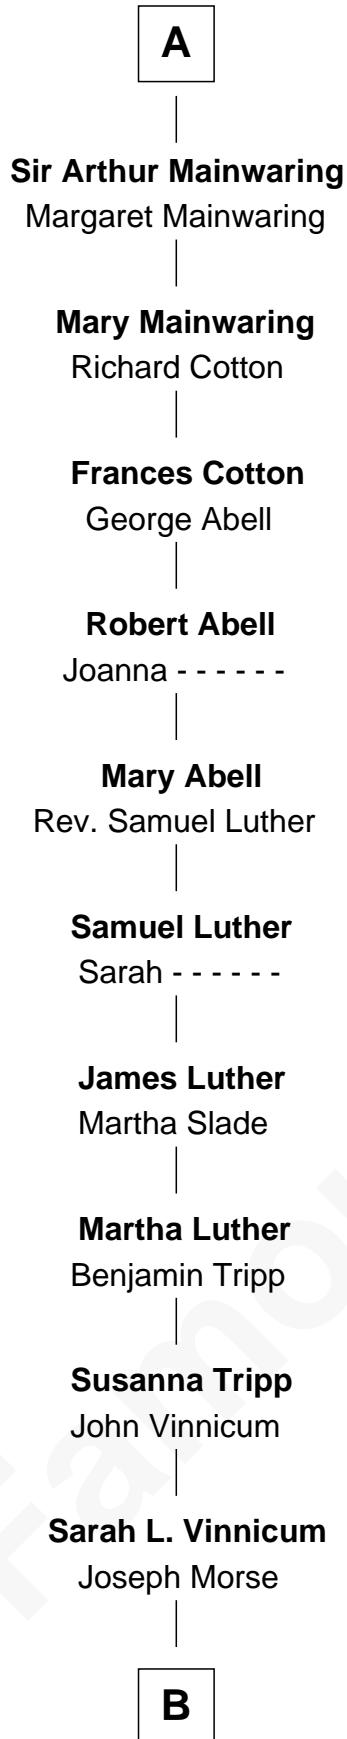 A
Sir Arthur Mainwaring
Margaret Mainwaring
Mary Mainwaring
Richard Cotton
Frances Cotton
George Abell
Robert Abell
Joanna - - - - - -
Mary Abell
Rev. Samuel Luther
Samuel Luther
Sarah - - - - - -
James Luther
Martha Slade
Martha Luther
Benjamin Tripp
Susanna Tripp
John Vinnicum
Sarah L. Vinnicum
Joseph Morse
B